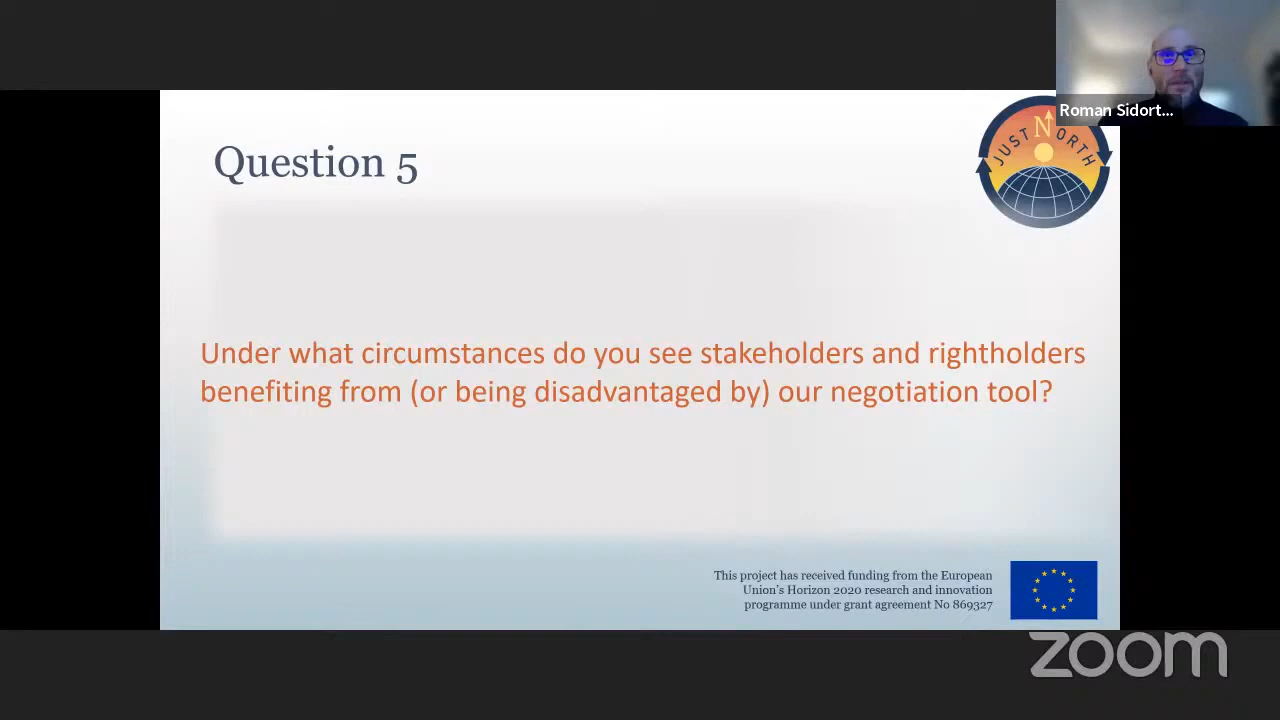 Roman Sidort...
Question 5
JUST NORTH
Under what circumstances do you see stakeholders and rightholders
benefiting from (or being disadvantaged by) our negotiation tool?
This project has received funding from the European
Union's Horizon 2020 research and innovation
programme under grant agreement No 869327
zoom